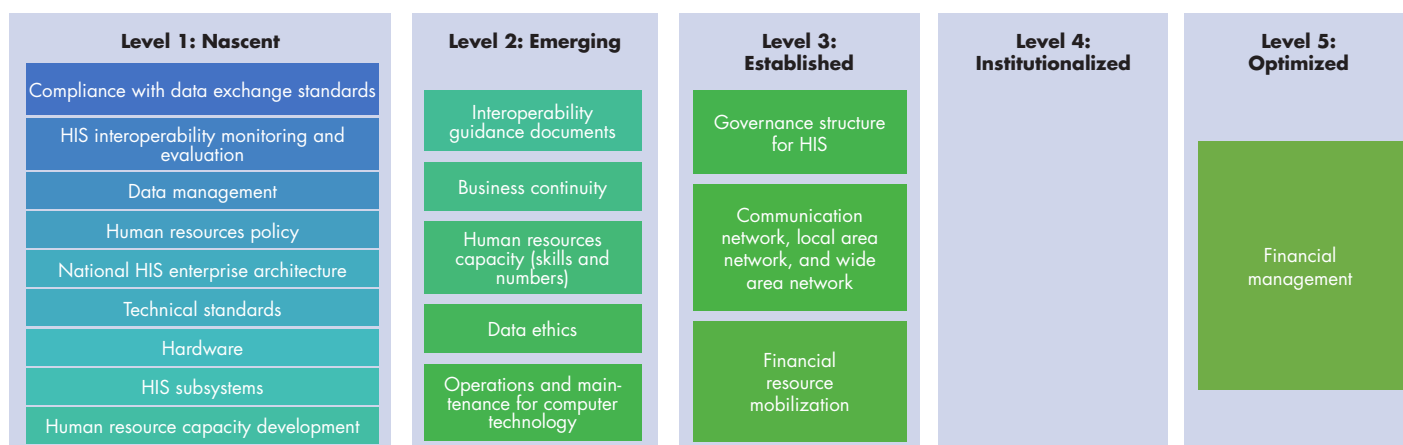 Level 1: Nascent
Compliance with data exchange standards
HIS interoperability monitoring and
evaluation
Data management
Human resources policy
National HIS enterprise architecture
Technical standards
Hardware
HIS subsystems
Human resource capacity development
Level 2: Emerging
Interoperability
guidance documents
Business continuity
Human resources
capacity (skills and
numbers)
Data ethics
Operations and main-
tenance for computer
technology
Level 3:
Established
Governance structure
for HIS
Communication
network, local area
network, and wide
area network
Financial
resource
mobilization
Level 4:
Institutionalized
Level 5:
Optimized
Financial
management